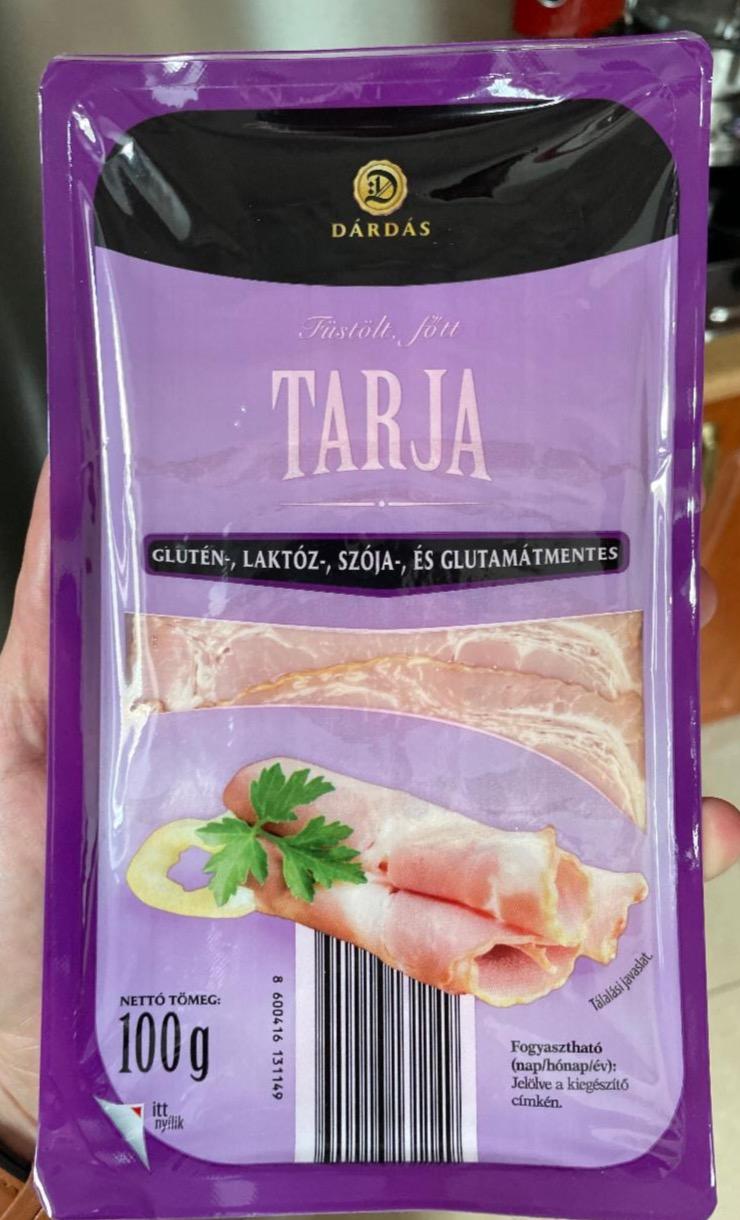 DÁRDÁS
Füstölt, főtt
TARJA
GLUTÉN-, LAKTÓZ-, SZÓJA-, ÉS GLUTAMÁTMENTES
Tálalási javaslat
NETTÓ TÖMEG:
100g
8 600416 131149
Fogyasztható
(nap/hónap/év):
Jelölve a kiegészítő
címkén.
itt
nyílik